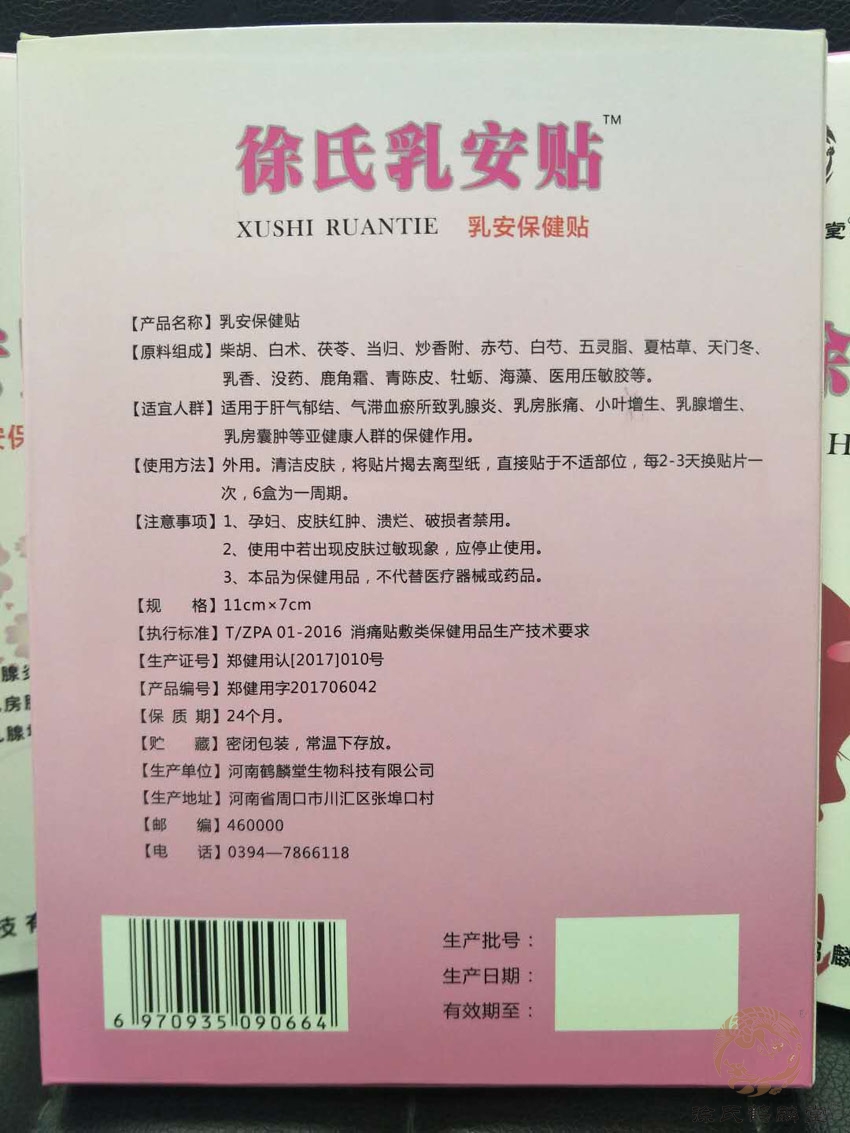 徐氏乳安贴™
XUSHI RUANTIE 乳安保健贴
【产品名称】乳安保健贴
【原料组成】柴胡、白术、茯苓、当归、炒香附、赤芍、白芍、五灵脂、夏枯草、天门冬、
乳香、没药、鹿角霜、青陈皮、牡蛎、海藻、医用压敏胶等。
【适宜人群】适用于肝气郁结、气滞血瘀所致乳腺炎、乳房胀痛、小叶增生、乳腺增生、
乳房囊肿等亚健康人群的保健作用。
【使用方法】外用。清洁皮肤，将贴片揭去离型纸，直接贴于不适部位，每2-3天换贴片一
次，6盒为一周期。
【注意事项】1、孕妇、皮肤红肿、溃烂、破损者禁用。
2、使用中若出现皮肤过敏现象，应停止使用。
3、本品为保健用品，不代替医疗器械或药品。
【规 格】11cm×7cm
【执行标准】T/ZPA 01-2016 消痛贴敷类保健用品生产技术要求
【生产证号】郑健用认[2017]010号
【产品编号】郑健用字201706042
【保 质 期】24个月。
【贮 藏】密闭包装，常温下存放。
【生产单位】河南鹤麟堂生物科技有限公司
【生产地址】河南省周口市川汇区张埠口村
【邮 编】460000
【电 话】0394—7866118
生产批号：
生产日期：
有效期至：
6 970935 090664
腺炎
房
腺增
技 有
安保
堂
H
麟